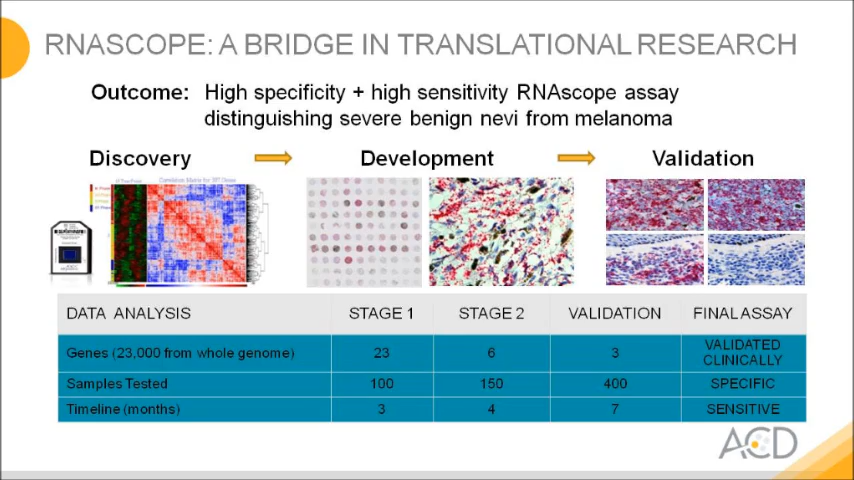 RNASCOPE: A BRIDGE IN TRANSLATIONAL RESEARCH
Outcome: High specificity + high sensitivity RNAscope assay
distinguishing severe benign nevi from melanoma
Discovery
Development
Validation
DATA ANALYSIS STAGE 1 STAGE 2 VALIDATION FINAL ASSAY
Genes (23,000 from whole genome) 23 6 3 VALIDATED CLINICALLY
Samples Tested 100 150 400 SPECIFIC
Timeline (months) 3 4 7 SENSITIVE
ACD